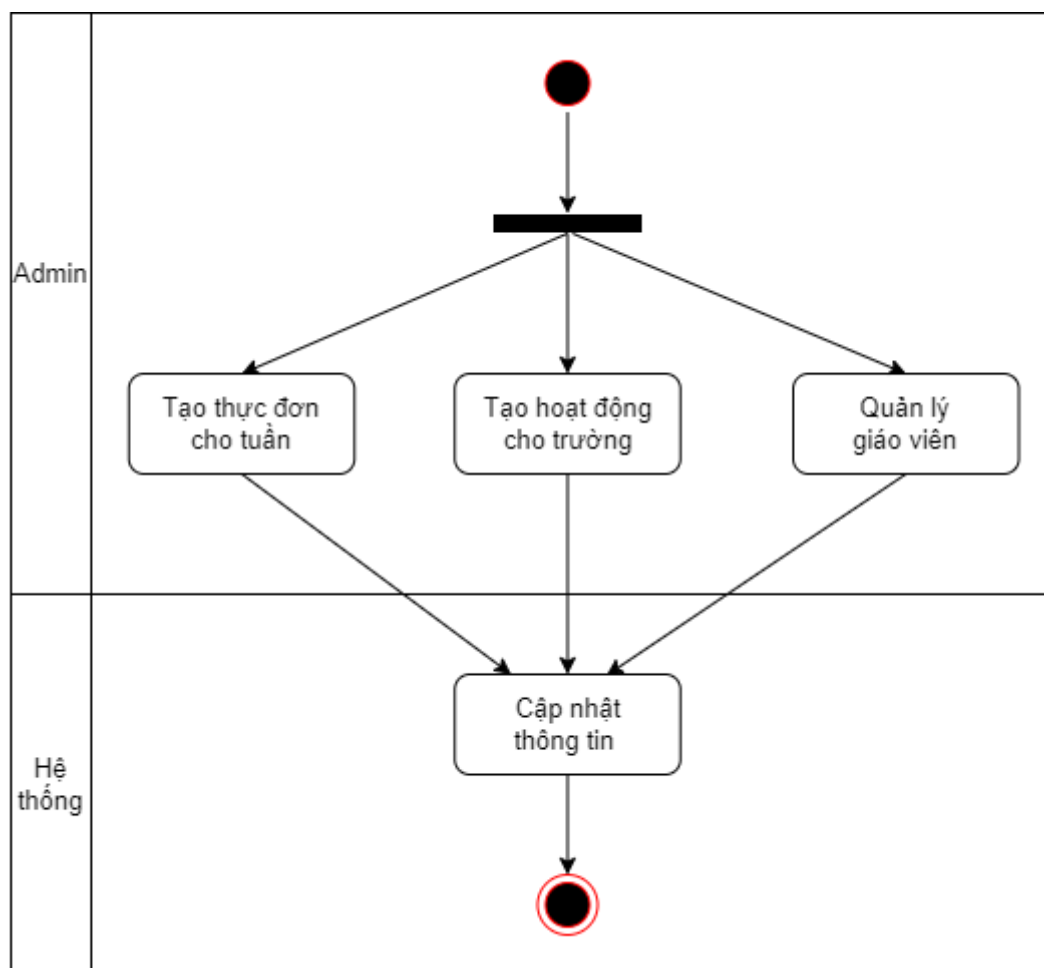 Admin
Tạo thực đơn
cho tuần
Tạo hoạt động
cho trường
Quản lý
giáo viên
Hệ
thống
Cập nhật
thông tin